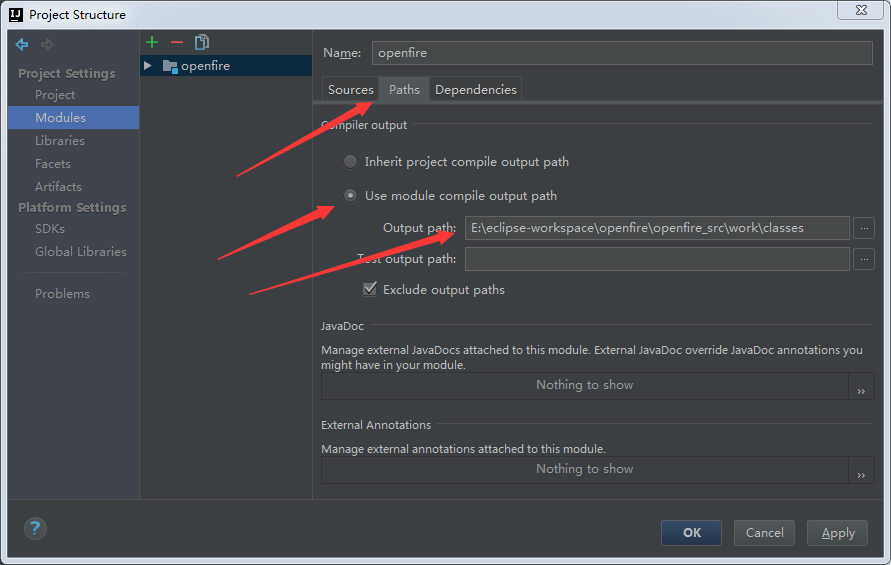 Project Structure
Project Settings
Project
Modules
Libraries
Facets
Artifacts
Platform Settings
SDKs
Global Libraries
Problems
openfire
Name: openfire
Sources Paths Dependencies
Compiler output
Inherit project compile output path
Use module compile output path
Output path: E:\eclipse-workspace\openfire\openfire_src\work\classes ...
Test output path: ...
Exclude output paths
JavaDoc
Manage external JavaDocs attached to this module. External JavaDoc override JavaDoc annotations you
might have in your module.
Nothing to show
External Annotations
Manage external annotations attached to this module.
Nothing to show
? OK Cancel Apply